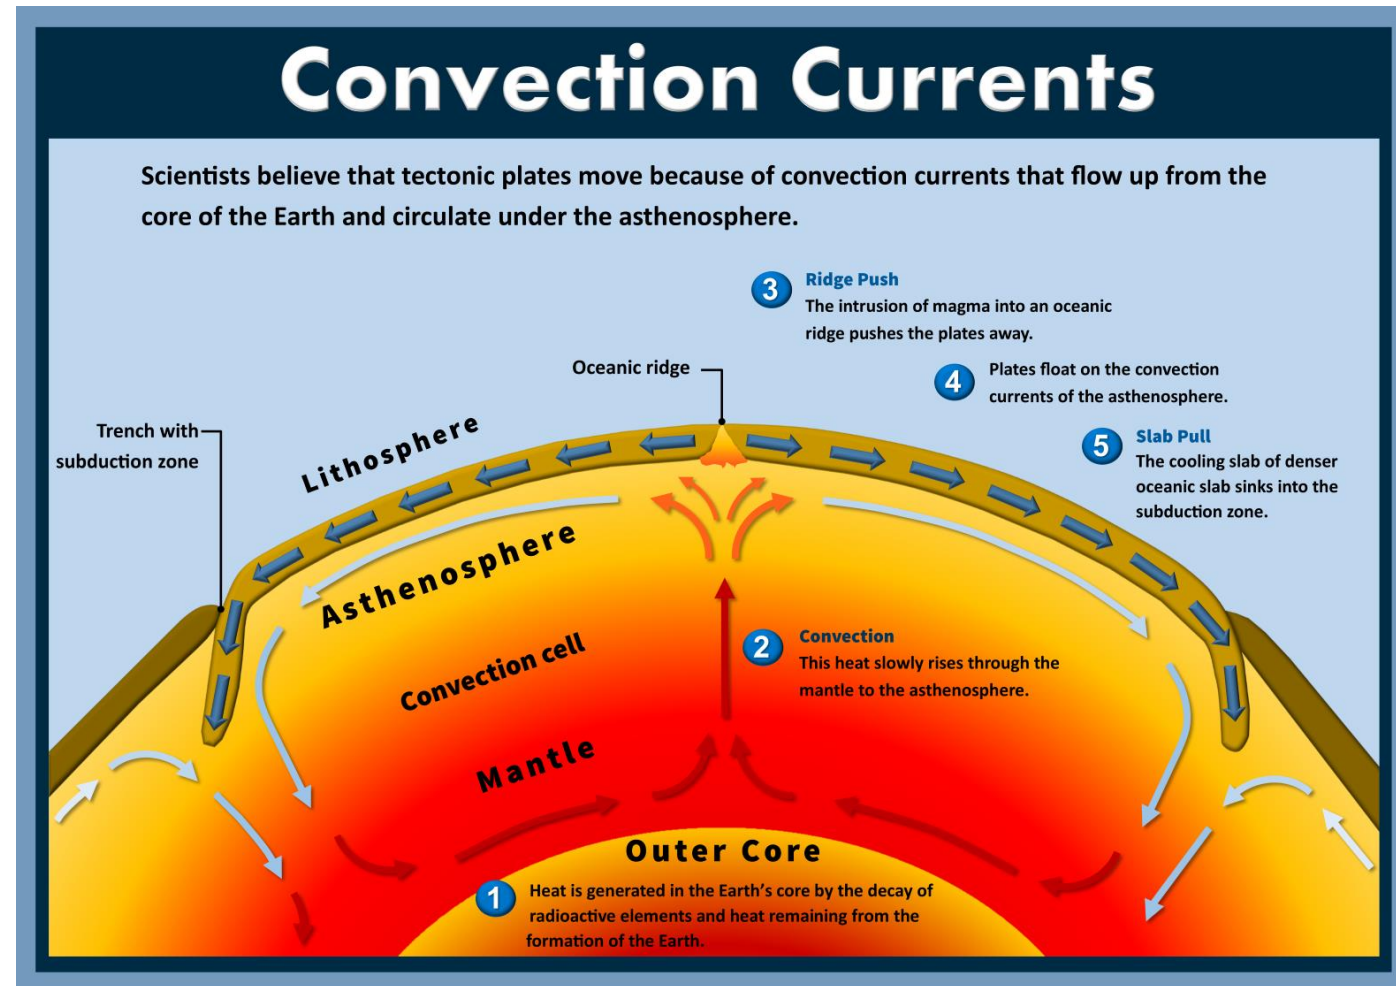 Convection Currents
Scientists believe that tectonic plates move because of convection currents that flow up from the
core of the Earth and circulate under the asthenosphere.
3
Ridge Push
The intrusion of magma into an oceanic
ridge pushes the plates away.
Oceanic ridge
4
Plates float on the convection
currents of the asthenosphere.
Trench with
subduction zone
Lithosphere
5
Slab Pull
The cooling slab of denser
oceanic slab sinks into the
subduction zone.
Asthenosphere
Convection cell
2
Convection
This heat slowly rises through the
mantle to the asthenosphere.
Mantle
Outer Core
1
Heat is generated in the Earth's core by the decay of
radioactive elements and heat remaining from the
formation of the Earth.